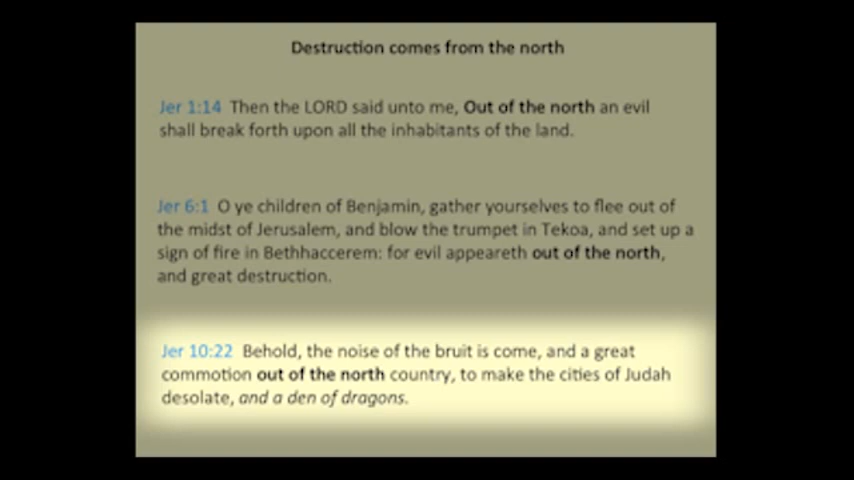 Destruction comes from the north
Jer 1:14 Then the LORD said unto me, Out of the north an evil
shall break forth upon all the inhabitants of the land.
Jer 6:1 O ye children of Benjamin, gather yourselves to flee out of
the midst of Jerusalem, and blow the trumpet in Tekoa, and set up a
sign of fire in Bethhaccerem: for evil appeareth out of the north,
and great destruction.
Jer 10:22 Behold, the noise of the bruit is come, and a great
commotion out of the north country, to make the cities of Judah
desolate, and a den of dragons.